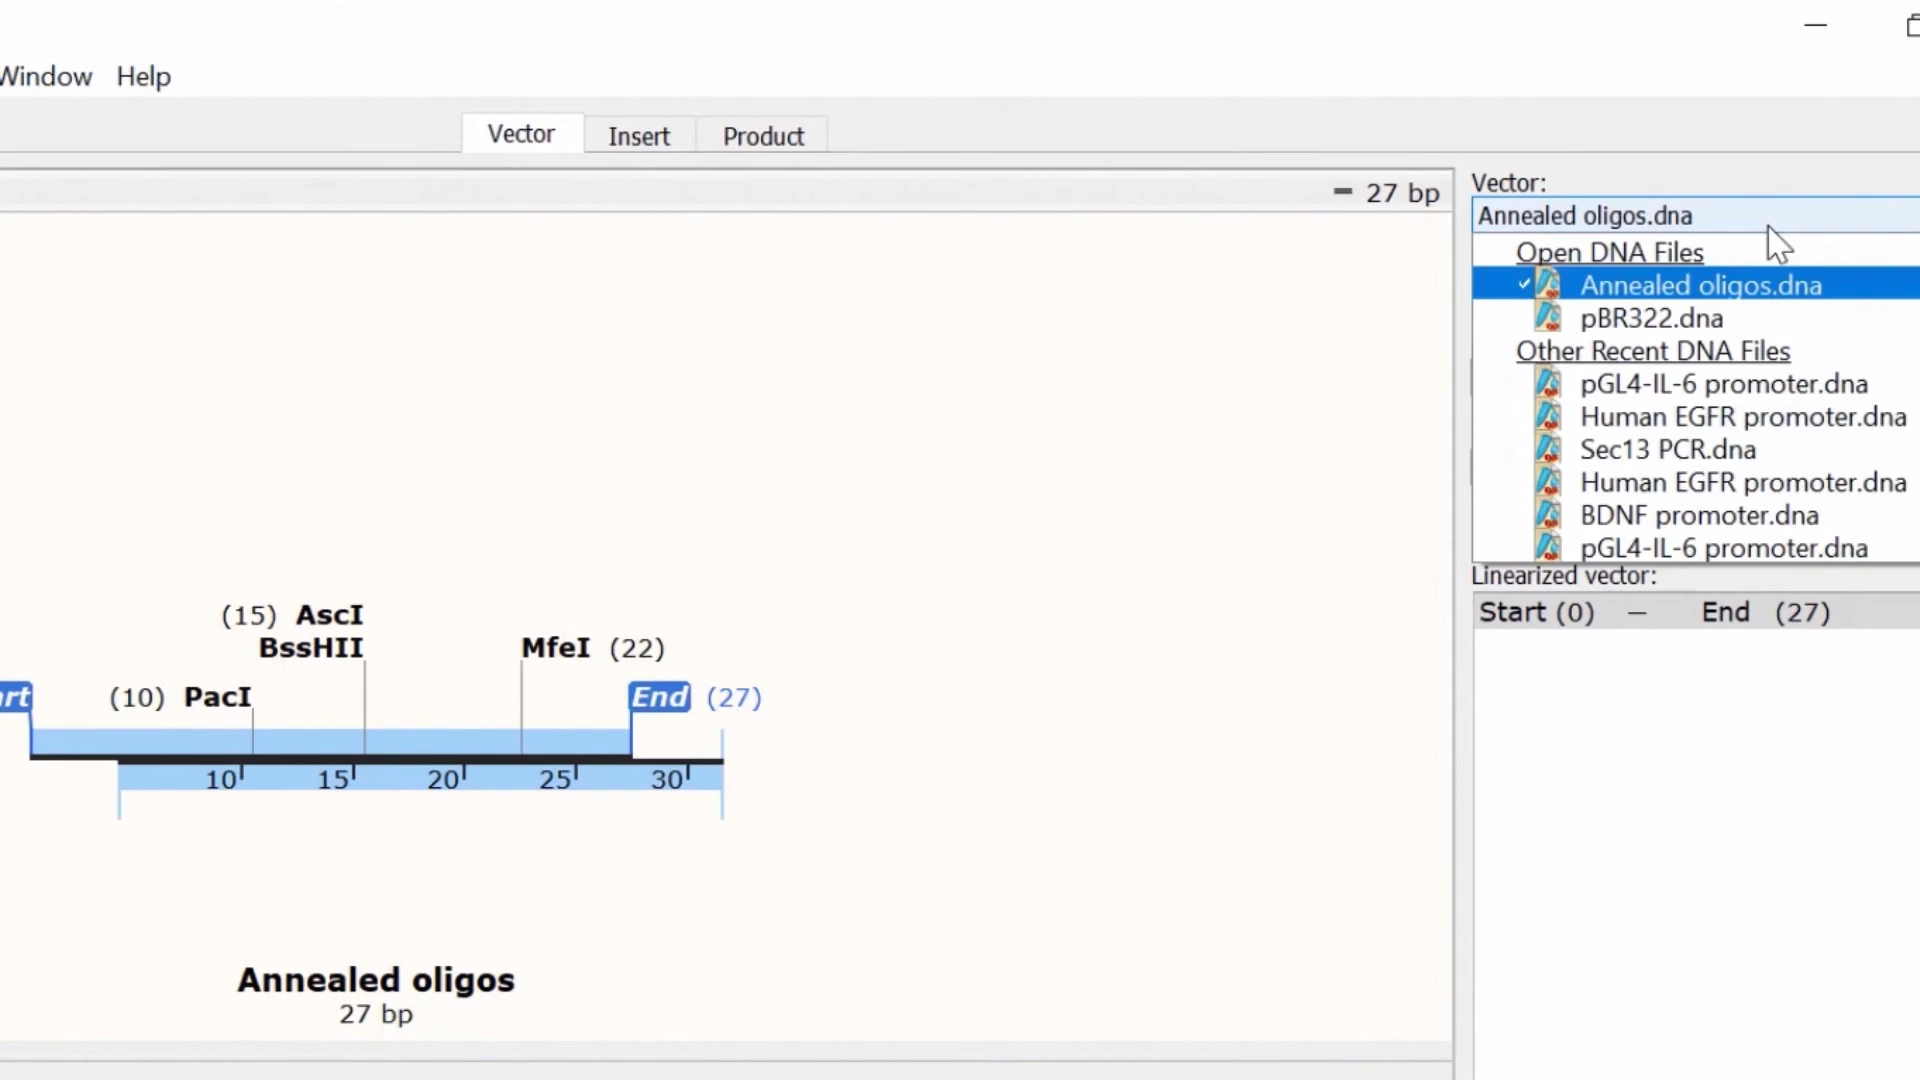 Window Help
Vector Insert Product
27 bp
Vector:
Annealed oligos.dna
Open DNA Files
Annealed oligos.dna
pBR322.dna
Other Recent DNA Files
pGL4-IL-6 promoter.dna
Human EGFR promoter.dna
Sec13 PCR.dna
Human EGFR promoter.dna
BDNF promoter.dna
pGL4-IL-6 promoter.dna
Linearized vector:
Start (0) – End (27)
(15) AscI
BssHII
MfeI (22)
(10) PacI
End (27)
10 15 20 25 30
Annealed oligos
27 bp